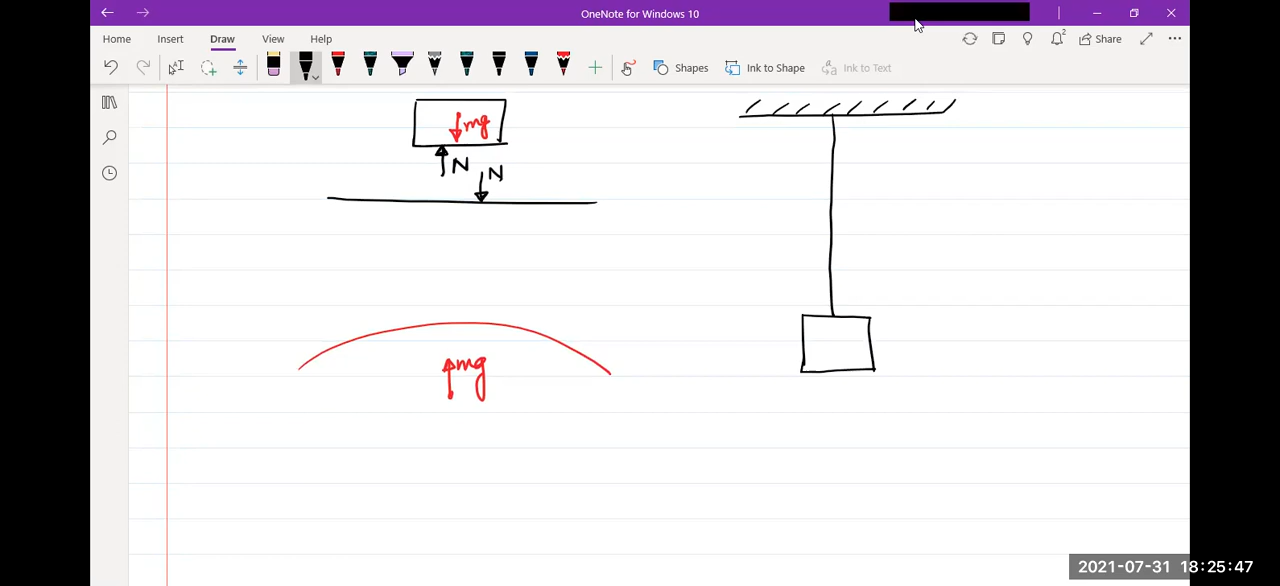 OneNote for Windows 10
Home Insert Draw View Help
Shapes Ink to Shape Ink to Text Share
mg
N
N
mg
2021-07-31 18:25:47